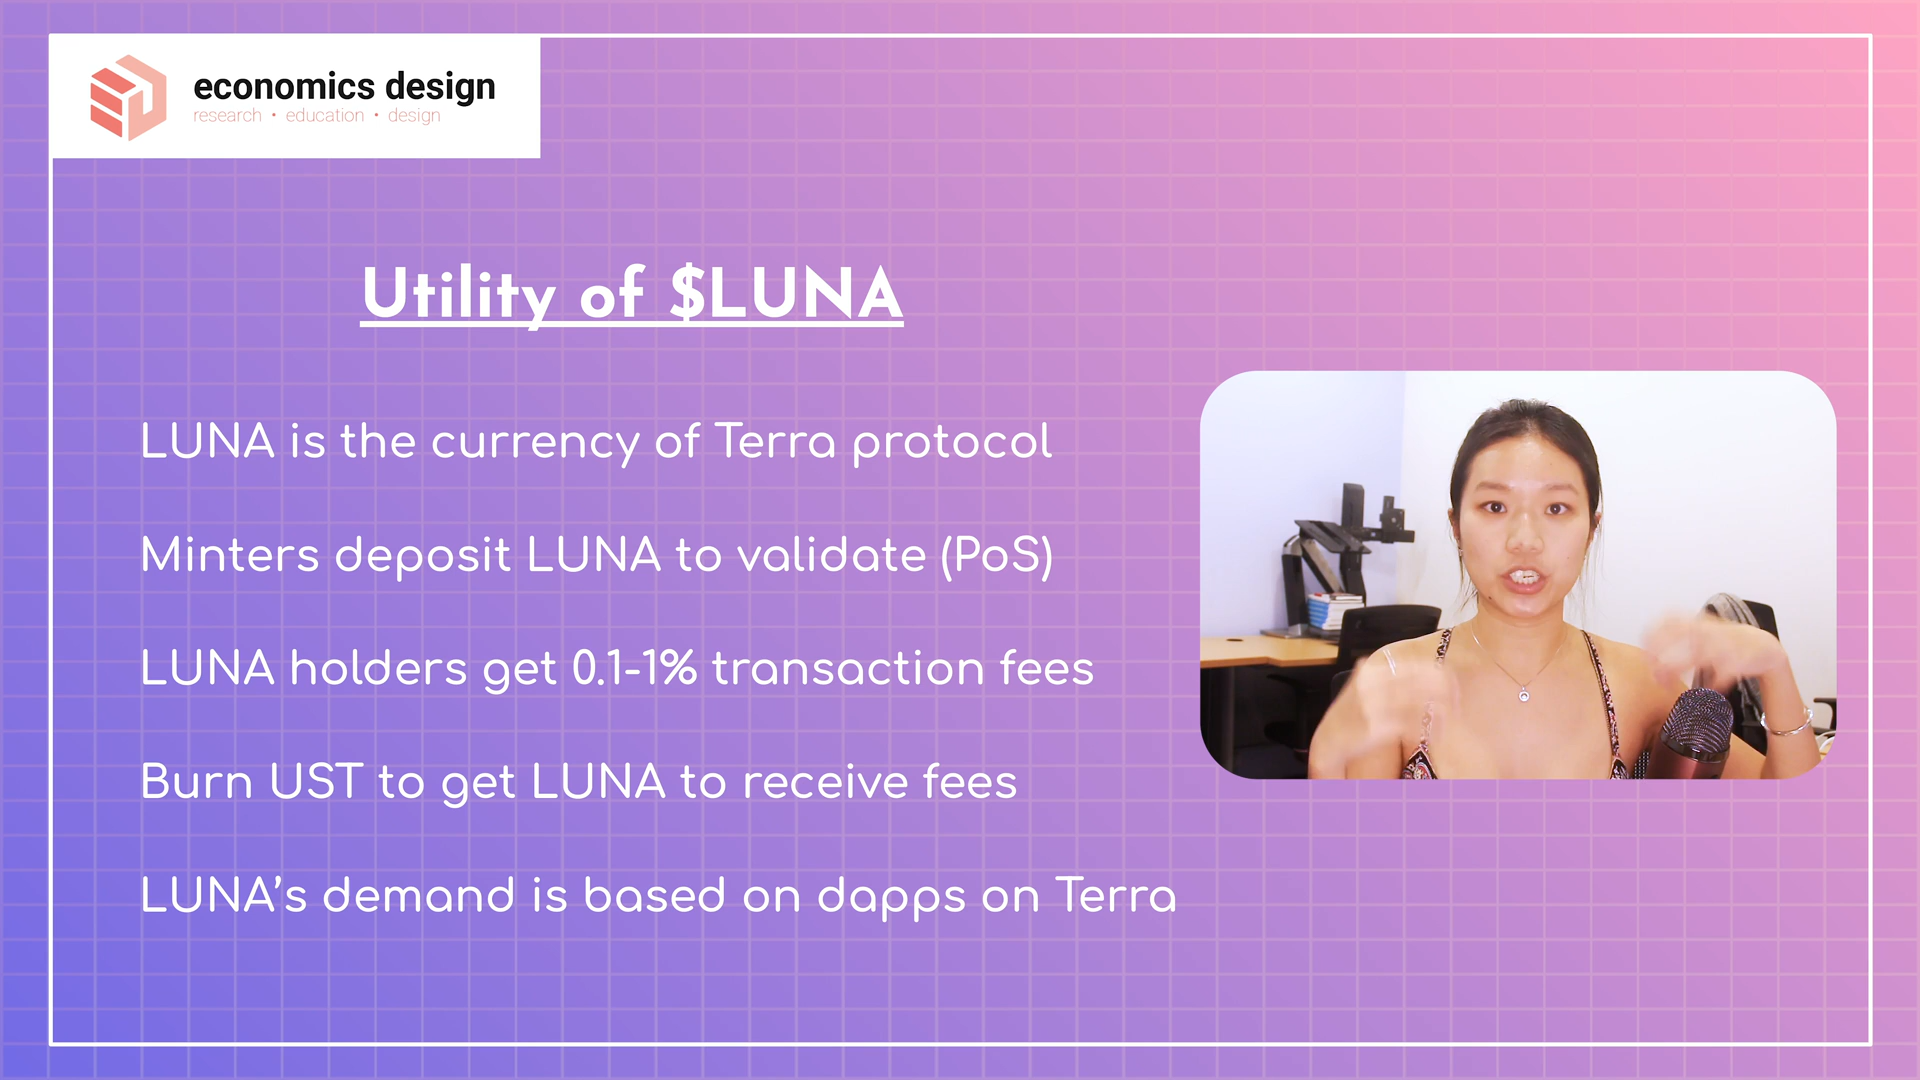 economics design
research • education • design
Utility of $LUNA
LUNA is the currency of Terra protocol
Minters deposit LUNA to validate (PoS)
LUNA holders get 0.1-1% transaction fees
Burn UST to get LUNA to receive fees
LUNA’s demand is based on dapps on Terra